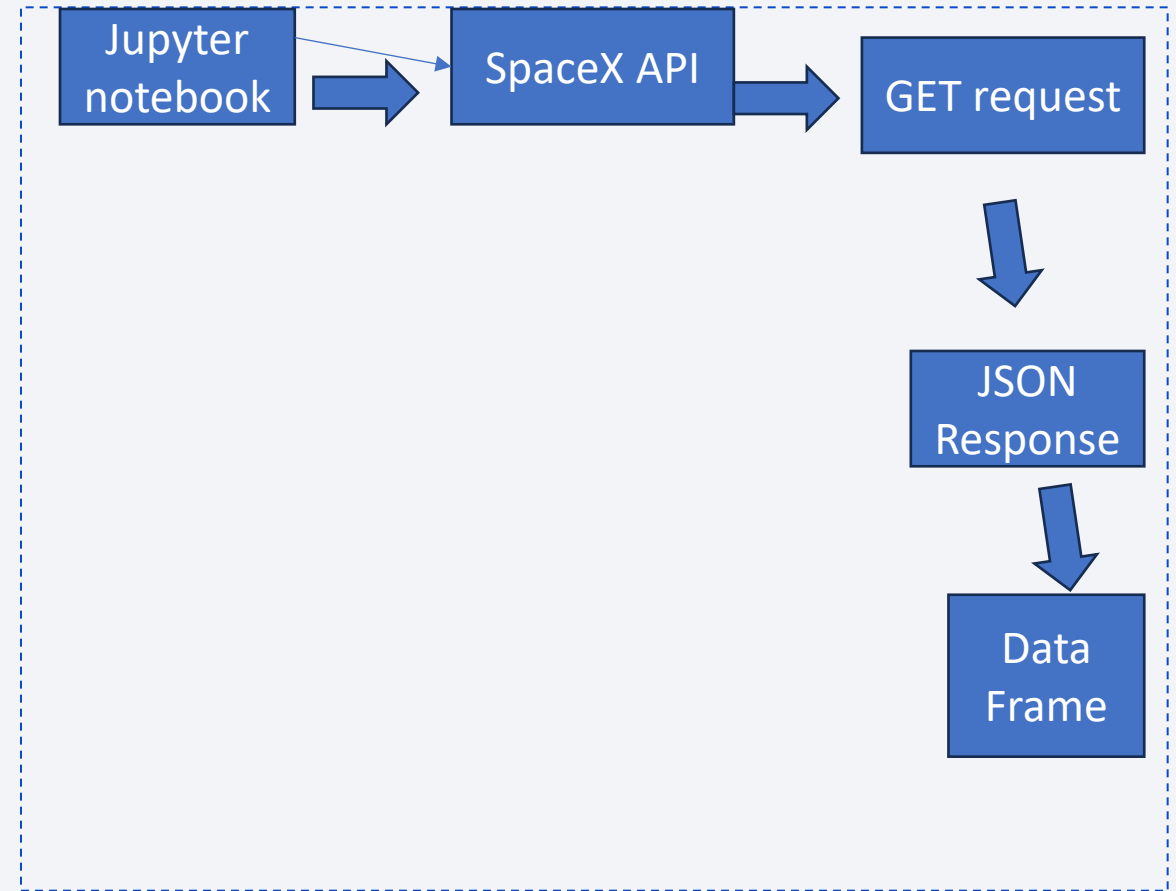 Jupyter
notebook
SpaceX API
GET request
JSON
Response
Data
Frame